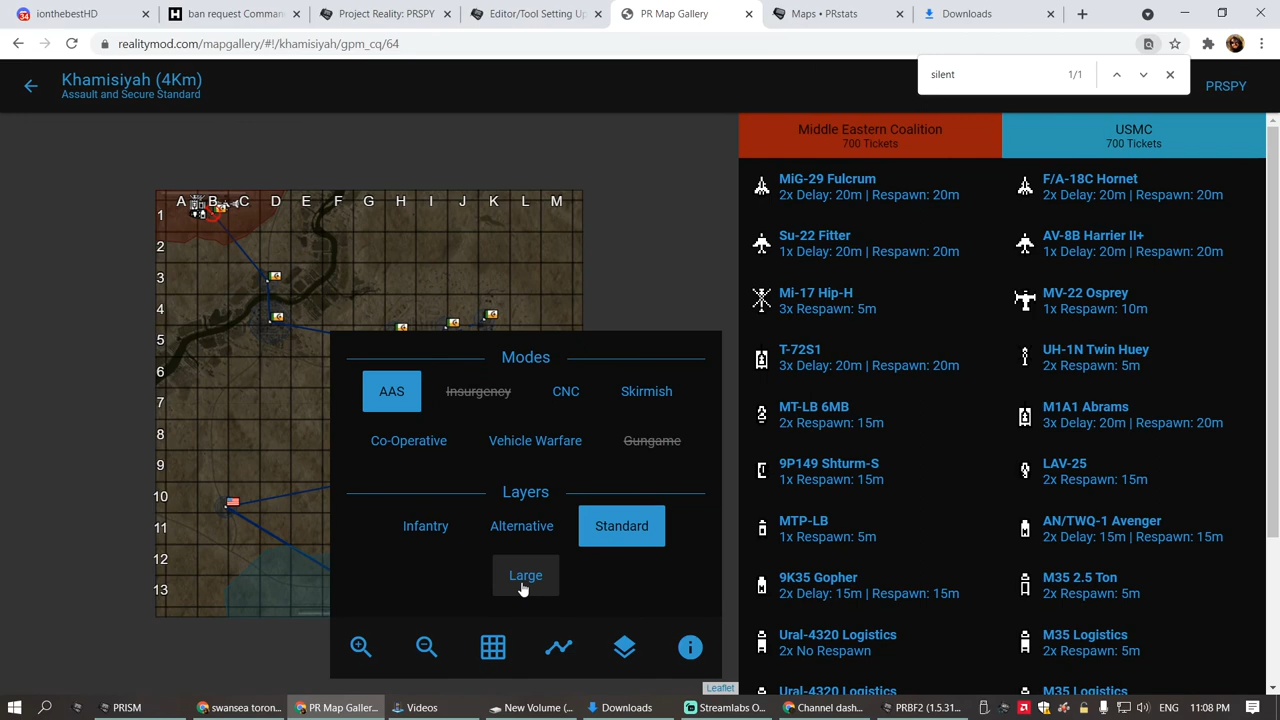 34 ionthebestHD
ban request Comman
Project Reality: PRSPY
Editor/Tool Setting Up
PR Map Gallery
Maps • PRstats
Downloads
realitymod.com/mapgallery/#!/khamisiyah/gpm_cq/64
silent 1/1
Khamisiyah (4Km)
Assault and Secure Standard
PRSPY
Middle Eastern Coalition
700 Tickets
USMC
700 Tickets
A B C D E F G H I J K L M
1
2
3
4
5
6
7
8
9
10
11
12
13
Modes
AAS Insurgency CNC Skirmish
Co-Operative Vehicle Warfare Gungame
Layers
Infantry Alternative Standard
Large
Leaflet
MiG-29 Fulcrum
2x Delay: 20m | Respawn: 20m
Su-22 Fitter
1x Delay: 20m | Respawn: 20m
Mi-17 Hip-H
3x Respawn: 5m
T-72S1
3x Delay: 20m | Respawn: 20m
MT-LB 6MB
2x Respawn: 15m
9P149 Shturm-S
1x Respawn: 15m
MTP-LB
1x Respawn: 5m
9K35 Gopher
2x Delay: 15m | Respawn: 15m
Ural-4320 Logistics
2x No Respawn
Ural-4320 Logistics
F/A-18C Hornet
2x Delay: 20m | Respawn: 20m
AV-8B Harrier II+
1x Delay: 20m | Respawn: 20m
MV-22 Osprey
1x Respawn: 10m
UH-1N Twin Huey
2x Respawn: 5m
M1A1 Abrams
3x Delay: 20m | Respawn: 20m
LAV-25
2x Respawn: 15m
AN/TWQ-1 Avenger
2x Delay: 15m | Respawn: 15m
M35 2.5 Ton
2x Respawn: 5m
M35 Logistics
2x Respawn: 5m
M35 Logistics
PRISM
swansea toron...
PR Map Galler...
Videos
New Volume (...
Downloads
Streamlabs O...
Channel dash...
PRBF2 (1.5.31...
ENG
11:08 PM